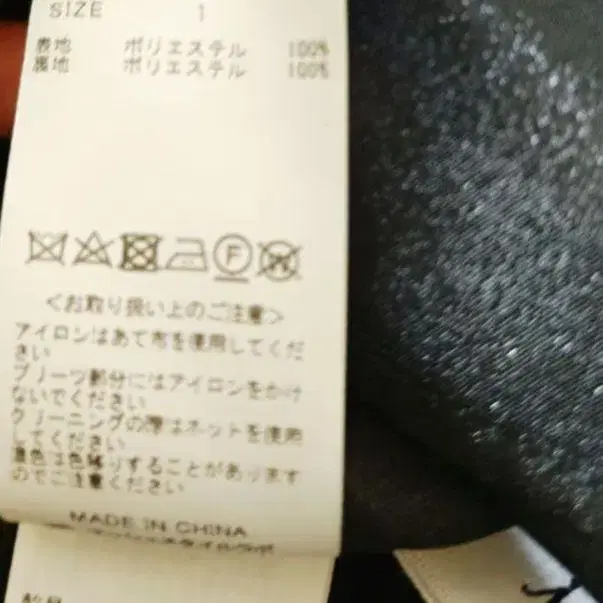 SIZE 1
表地 ポリエステル 100%
裏地 ポリエステル 100%
F
W
<お取り扱い上のご注意>
アイロンはあて布を使用してくだ
さい
プリーツ部分にはアイロンをかけ
ないでください
クリーニングの際はネットを使用
してください
濃色は色移りすることがあります
のでご注意ください
MADE IN CHINA